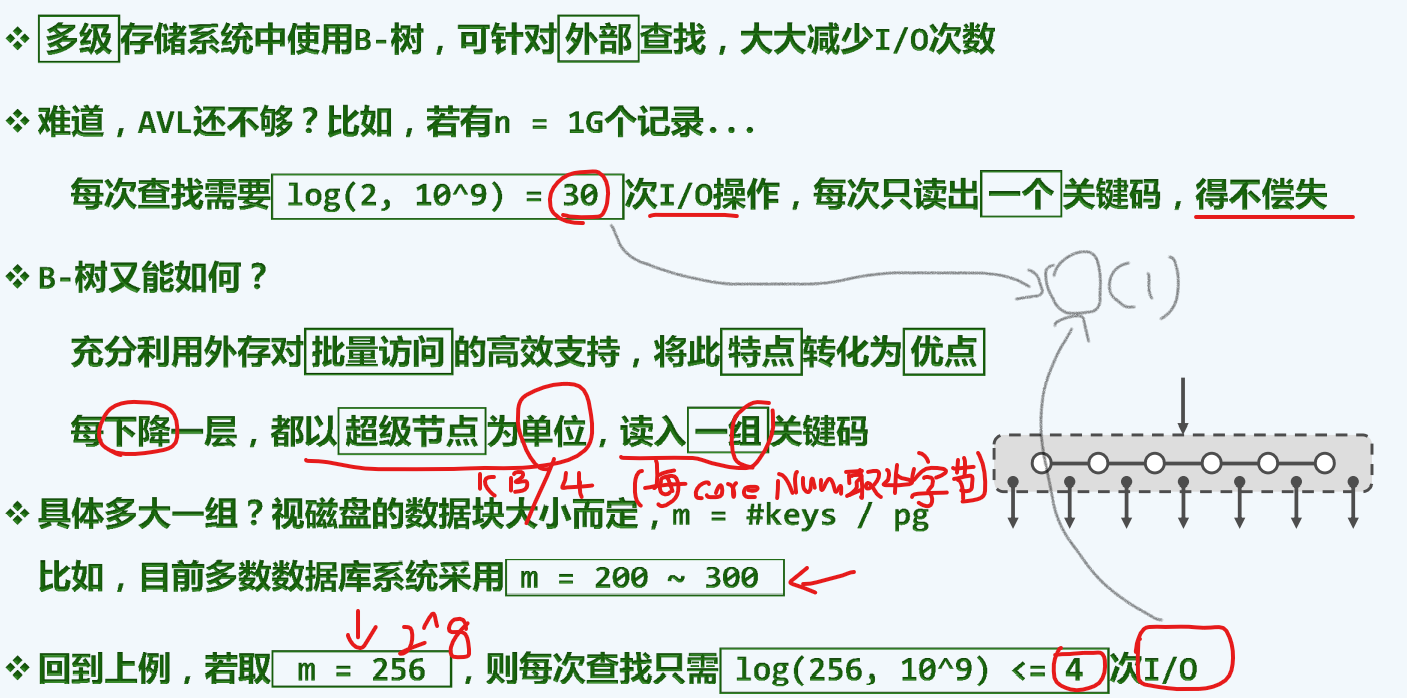 ❖ 多级存储系统中使用B-树，可针对外部查找，大大减少I/O次数
❖ 难道，AVL还不够？比如，若有n = 1G个记录...
每次查找需要 log(2, 10^9) = 30 次I/O操作，每次只读出一个关键码，得不偿失
❖ B-树又能如何？
O(1)
充分利用外存对批量访问的高效支持，将此特点转化为优点
每下降一层，都以超级节点为单位，读入一组关键码
KB/4 (每 core Num取4字节)
❖ 具体多大一组？视磁盘的数据块大小而定，m = #keys / pg
比如，目前多数数据库系统采用 m = 200 ~ 300
2^8
❖ 回到上例，若取 m = 256 ，则每次查找只需 log(256, 10^9) <= 4 次I/O